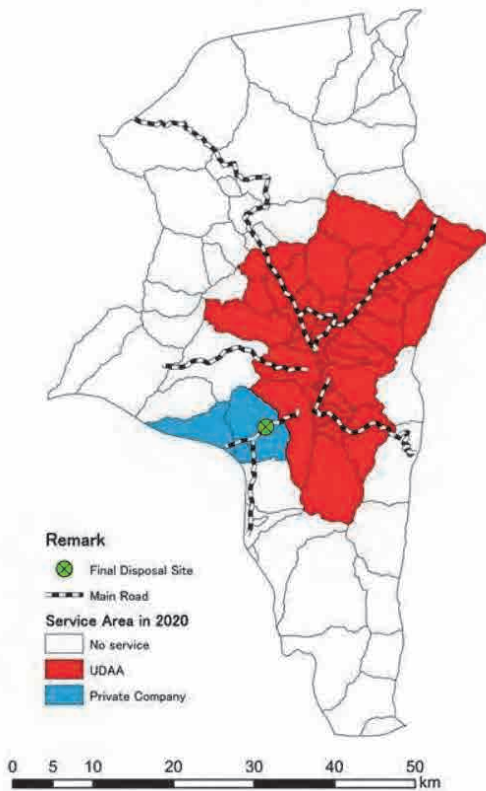 Remark
Final Disposal Site
Main Road
Service Area in 2020
No service
UDAA
Private Company
0 5 10 20 30 40 50
km